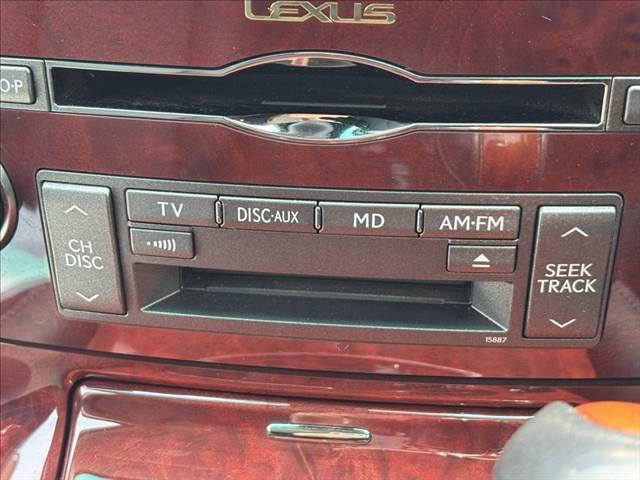 LEXUS
O·P
TV
DISC·AUX
MD
AM·FM
CH
DISC
SEEK
TRACK
15887